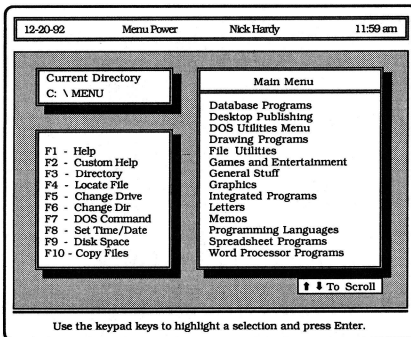 12-20-92 Menu Power Nick Hardy 11:59 am
Current Directory
C: \ MENU
F1 - Help
F2 - Custom Help
F3 - Directory
F4 - Locate File
F5 - Change Drive
F6 - Change Dir
F7 - DOS Command
F8 - Set Time/Date
F9 - Disk Space
F10 - Copy Files
Main Menu
Database Programs
Desktop Publishing
DOS Utilities Menu
Drawing Programs
File Utilities
Games and Entertainment
General Stuff
Graphics
Integrated Programs
Letters
Memos
Programming Languages
Spreadsheet Programs
Word Processor Programs
⬆ ⬇ To Scroll
Use the keypad keys to highlight a selection and press Enter.